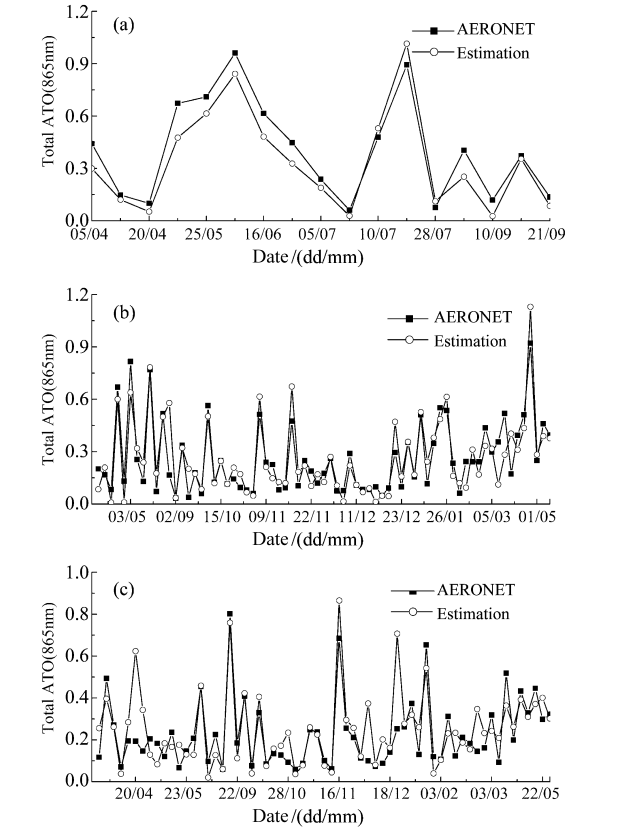 (a)
AERONET
Estimation
Total ATO(865nm)
1.2
0.9
0.6
0.3
0.0
05/04 20/04 25/05 16/06 05/07 10/07 28/07 10/09 21/09
Date/(dd/mm)
(b)
AERONET
Estimation
Total ATO(865nm)
1.2
0.9
0.6
0.3
0.0
03/05 02/09 15/10 09/11 22/11 11/12 23/12 26/01 05/03 01/05
Date/(dd/mm)
(c)
AERONET
Estimation
Total ATO(865nm)
1.0
0.8
0.6
0.4
0.2
0.0
20/04 23/05 22/09 28/10 16/11 18/12 03/02 03/03 22/05
Date/(dd/mm)